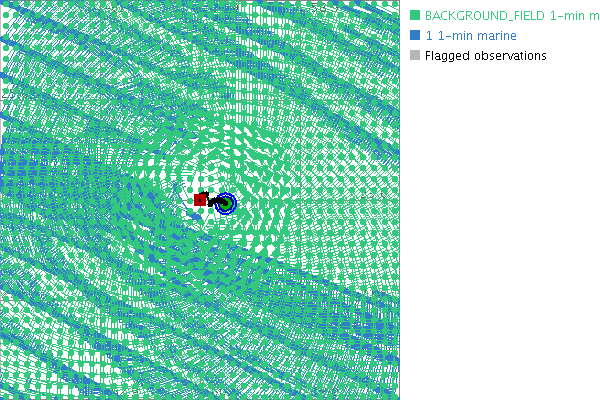 BACKGROUND_FIELD 1-min m
1 1-min marine
Flagged observations